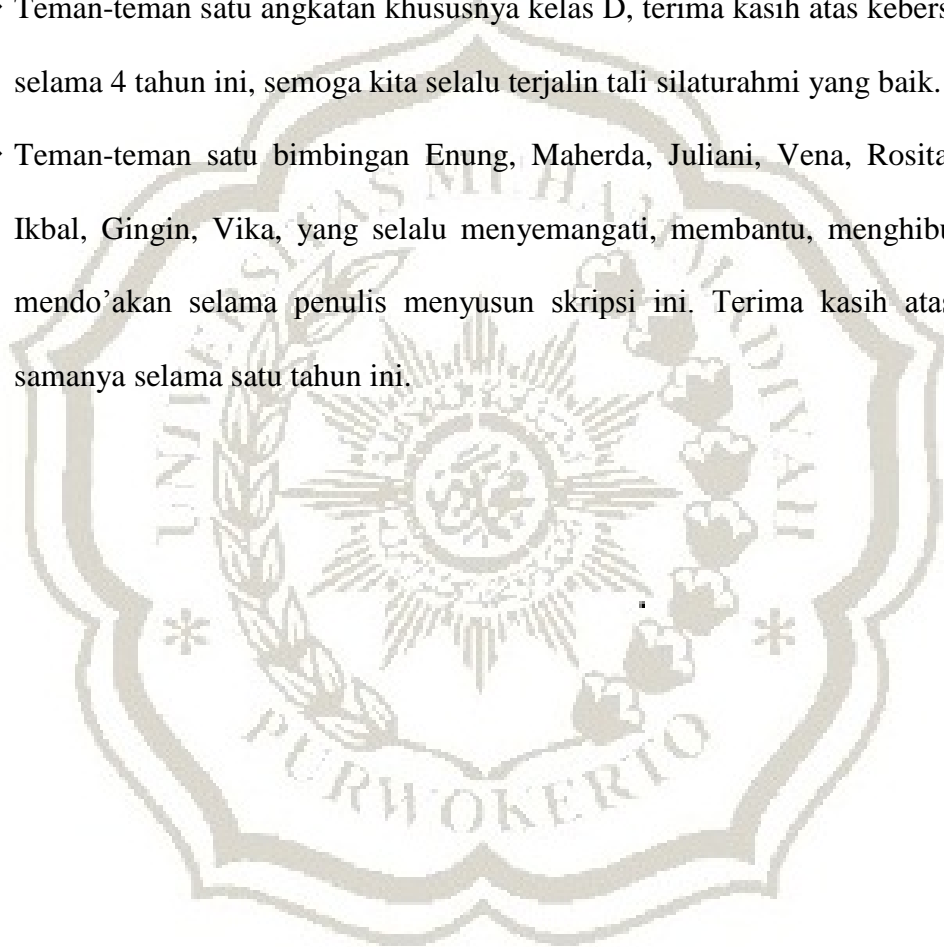 Teman-teman satu angkatan khususnya kelas D, terima kasih atas kebers
selama 4 tahun ini, semoga kita selalu terjalin tali silaturahmi yang baik.
Teman-teman satu bimbingan Enung, Maherda, Juliani, Vena, Rosita
Ikbal, Gingin, Vika, yang selalu menyemangati, membantu, menghibu
mendo’akan selama penulis menyusun skripsi ini. Terima kasih atas
samanya selama satu tahun ini.
UNIVERSITAS MUHAMMADIYAH
PURWOKERTO